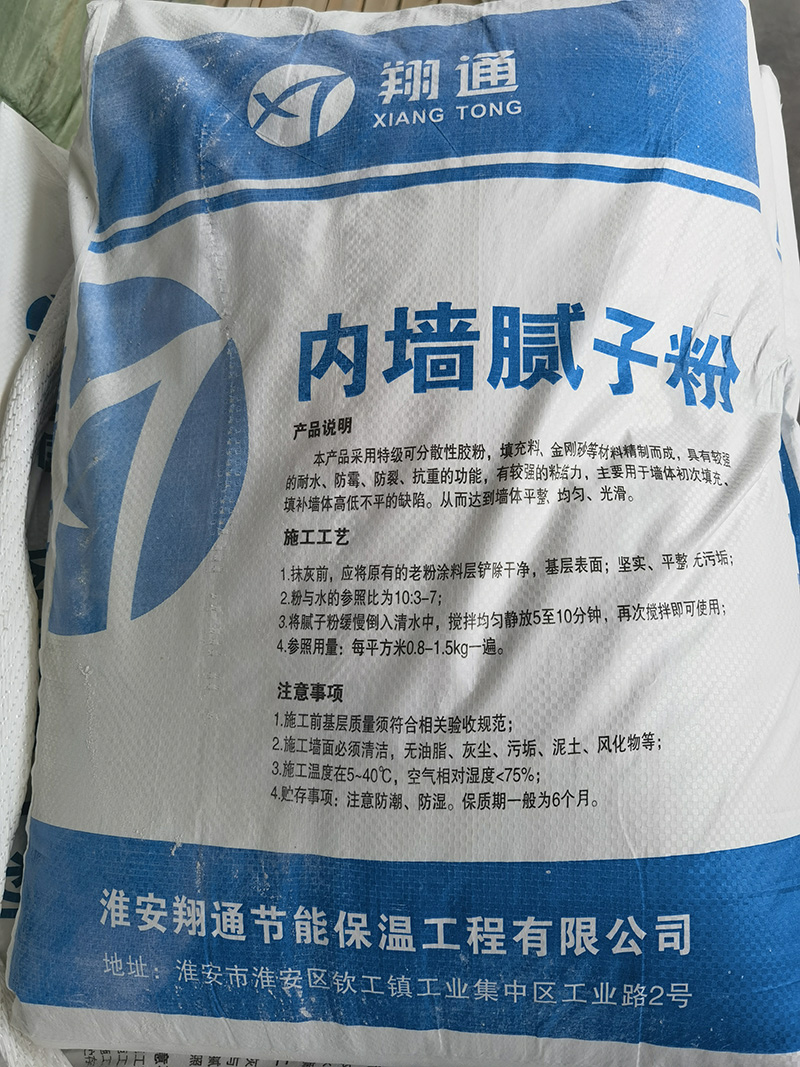 翔通
XIANG TONG
内墙腻子粉
产品说明
本产品采用特级可分散性胶粉，填充料、金刚砂等材料精制而成，具有较强
的耐水、防霉、防裂、抗重的功能，有较强的粘结力，主要用于墙体初次填充、
填补墙体高低不平的缺陷。从而达到墙体平整、均匀、光滑。
施工工艺
1.抹灰前，应将原有的老粉涂料层铲除干净，基层表面；坚实、平整,无污垢；
2.粉与水的参照比为10:3-7；
3.将腻子粉缓慢倒入清水中，搅拌均匀静放5至10分钟，再次搅拌即可使用；
4.参照用量：每平方米0.8-1.5kg一遍。
注意事项
1.施工前基层质量须符合相关验收规范；
2.施工墙面必须清洁，无油脂、灰尘、污垢、泥土、风化物等；
3.施工温度在5~40℃，空气相对湿度<75%；
4.贮存事项：注意防潮、防湿。保质期一般为6个月。
淮安翔通节能保温工程有限公司
地址：淮安市淮安区钦工镇工业集中区工业路2号